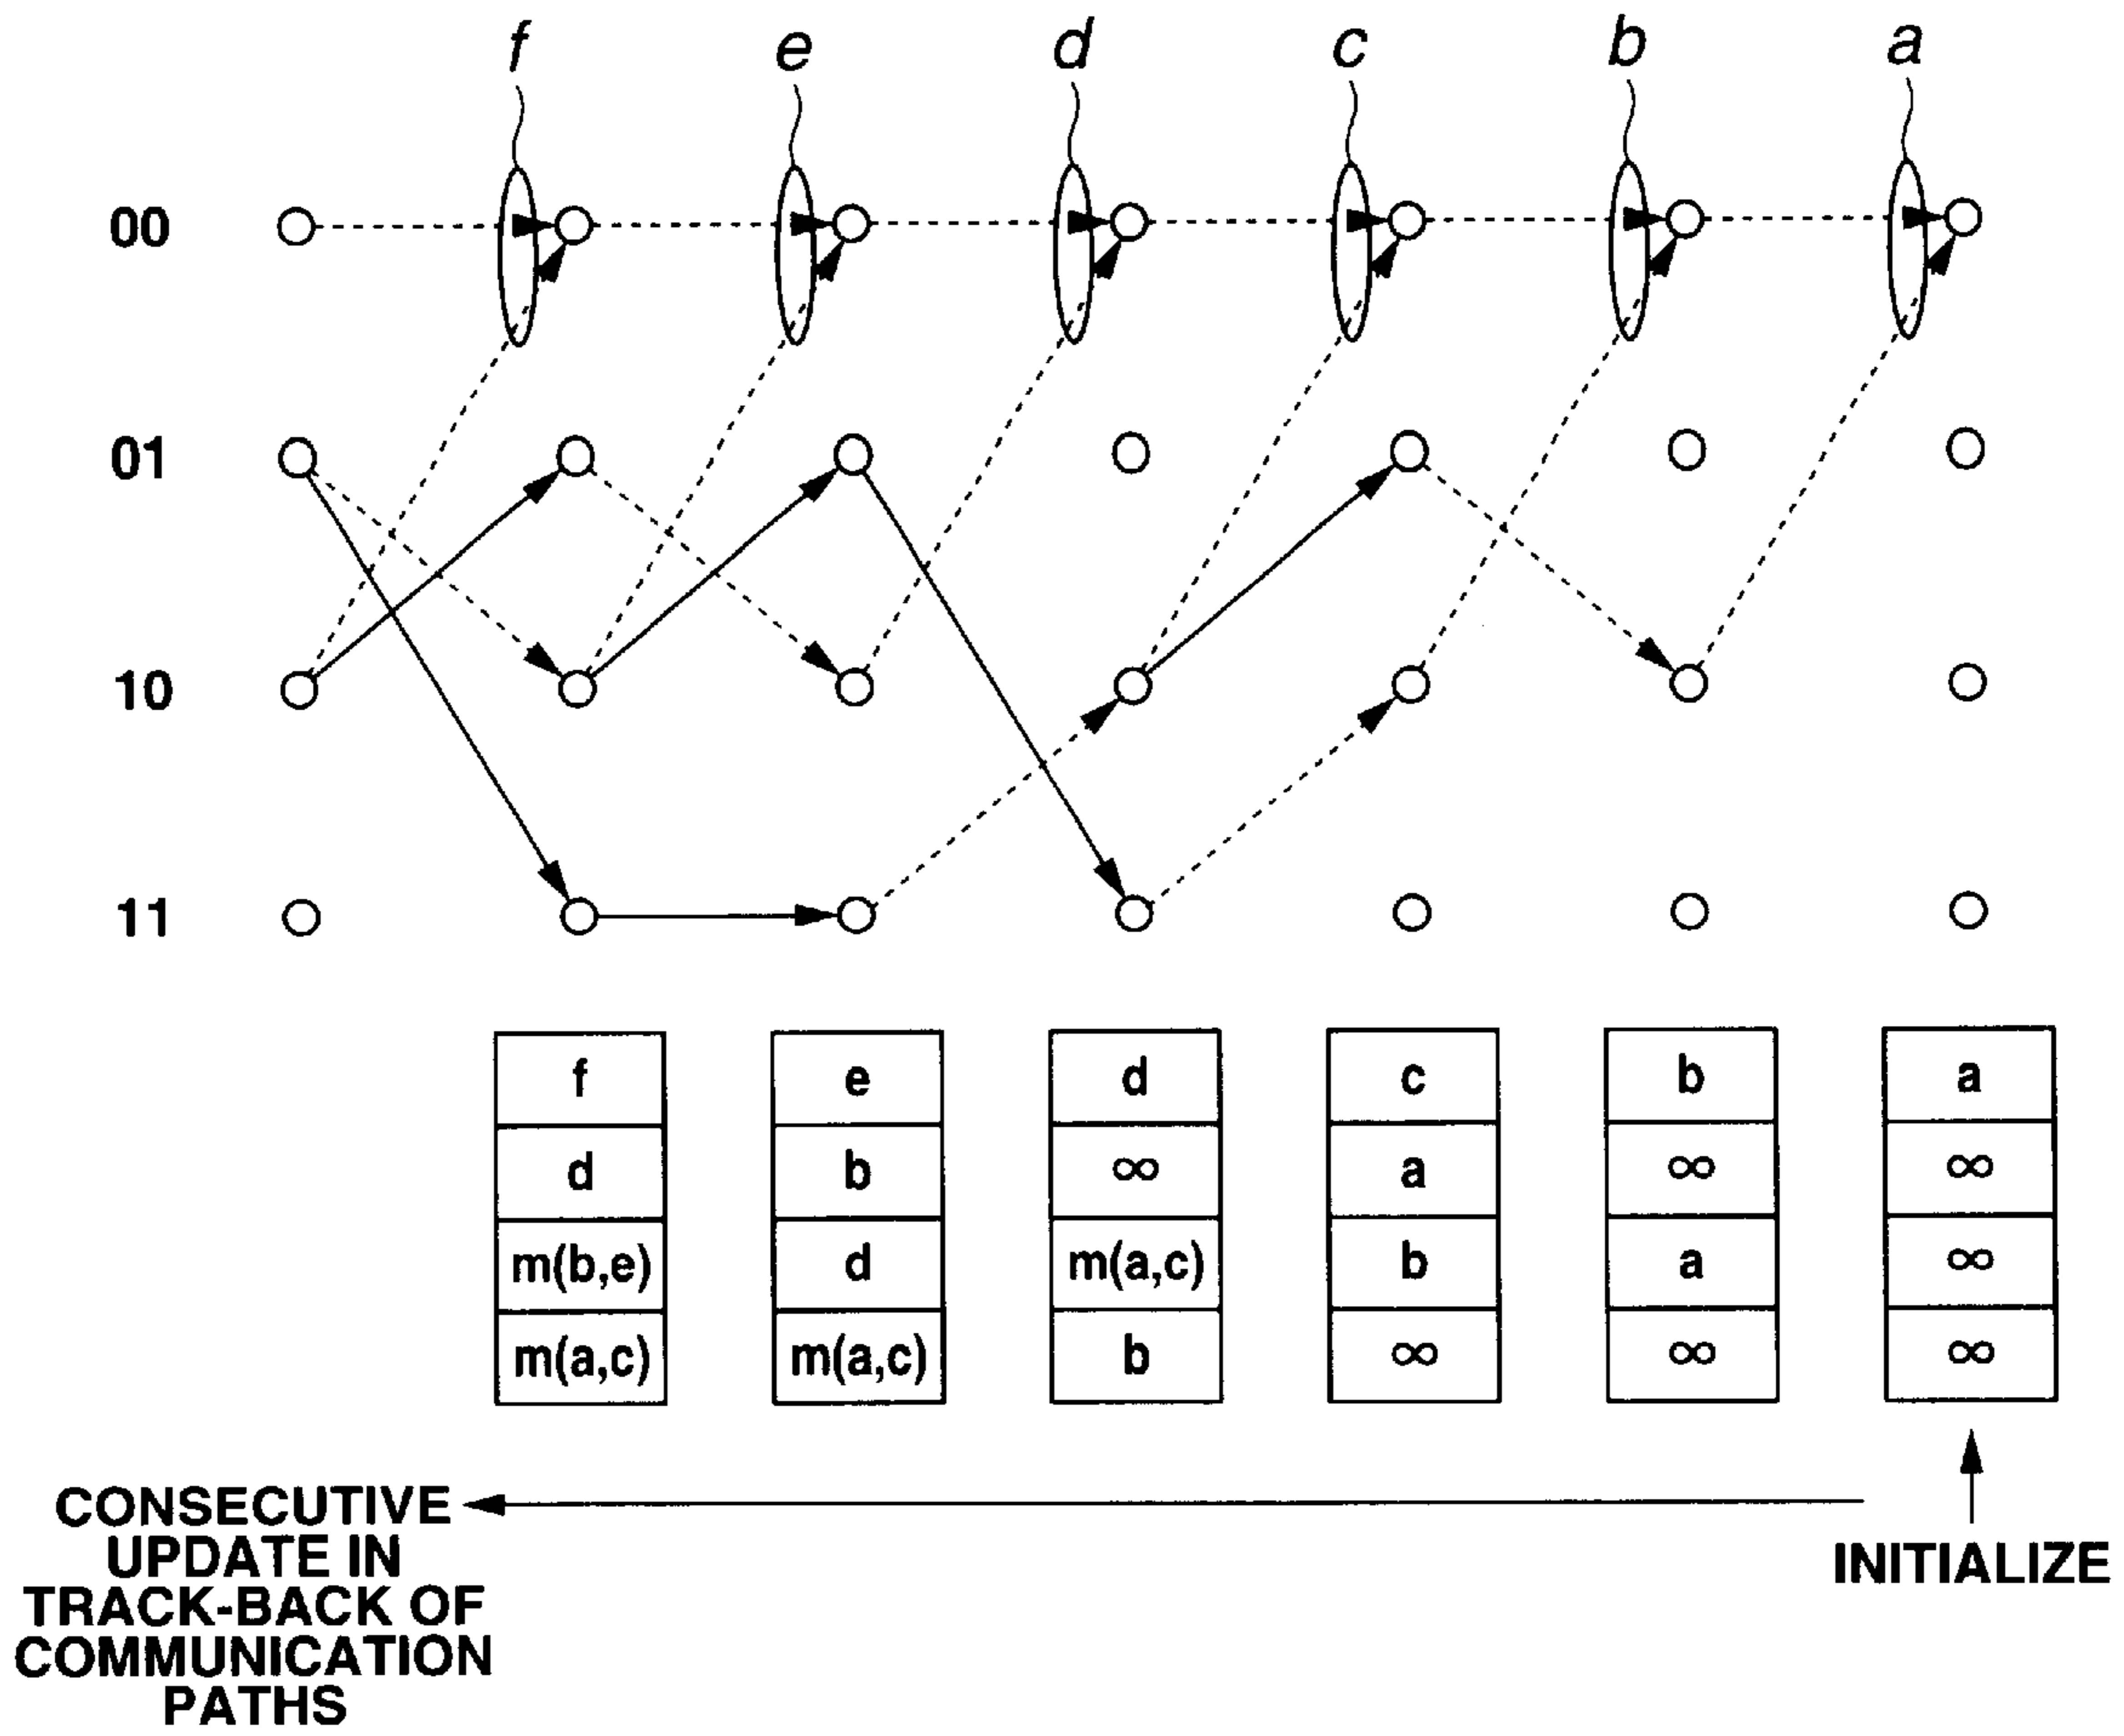 f e d c b a
00
01
10
11
f e d c b a
d b ∞ a ∞ ∞
m(b,e) d m(a,c) b a ∞
m(a,c) m(a,c) b ∞ ∞ ∞
CONSECUTIVE
UPDATE IN
TRACK-BACK OF
COMMUNICATION
PATHS
INITIALIZE